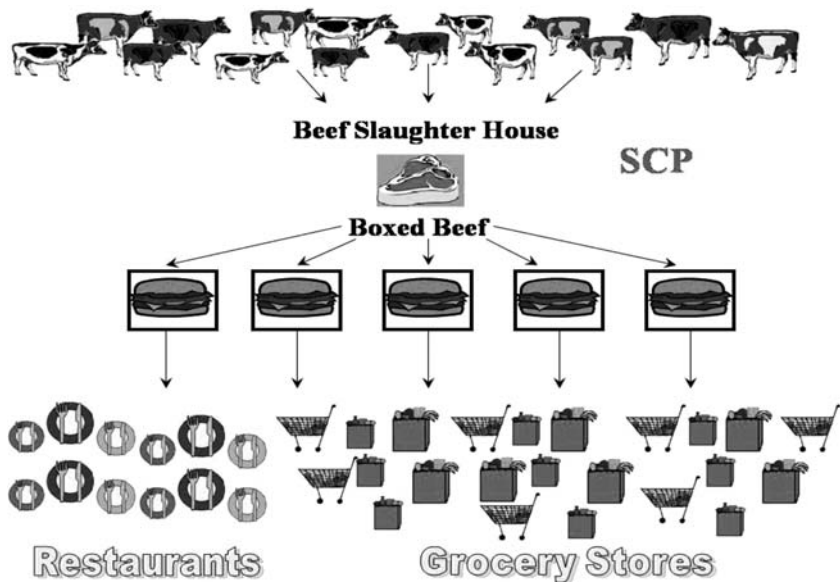 Beef Slaughter House
SCP
Boxed Beef
Restaurants
Grocery Stores